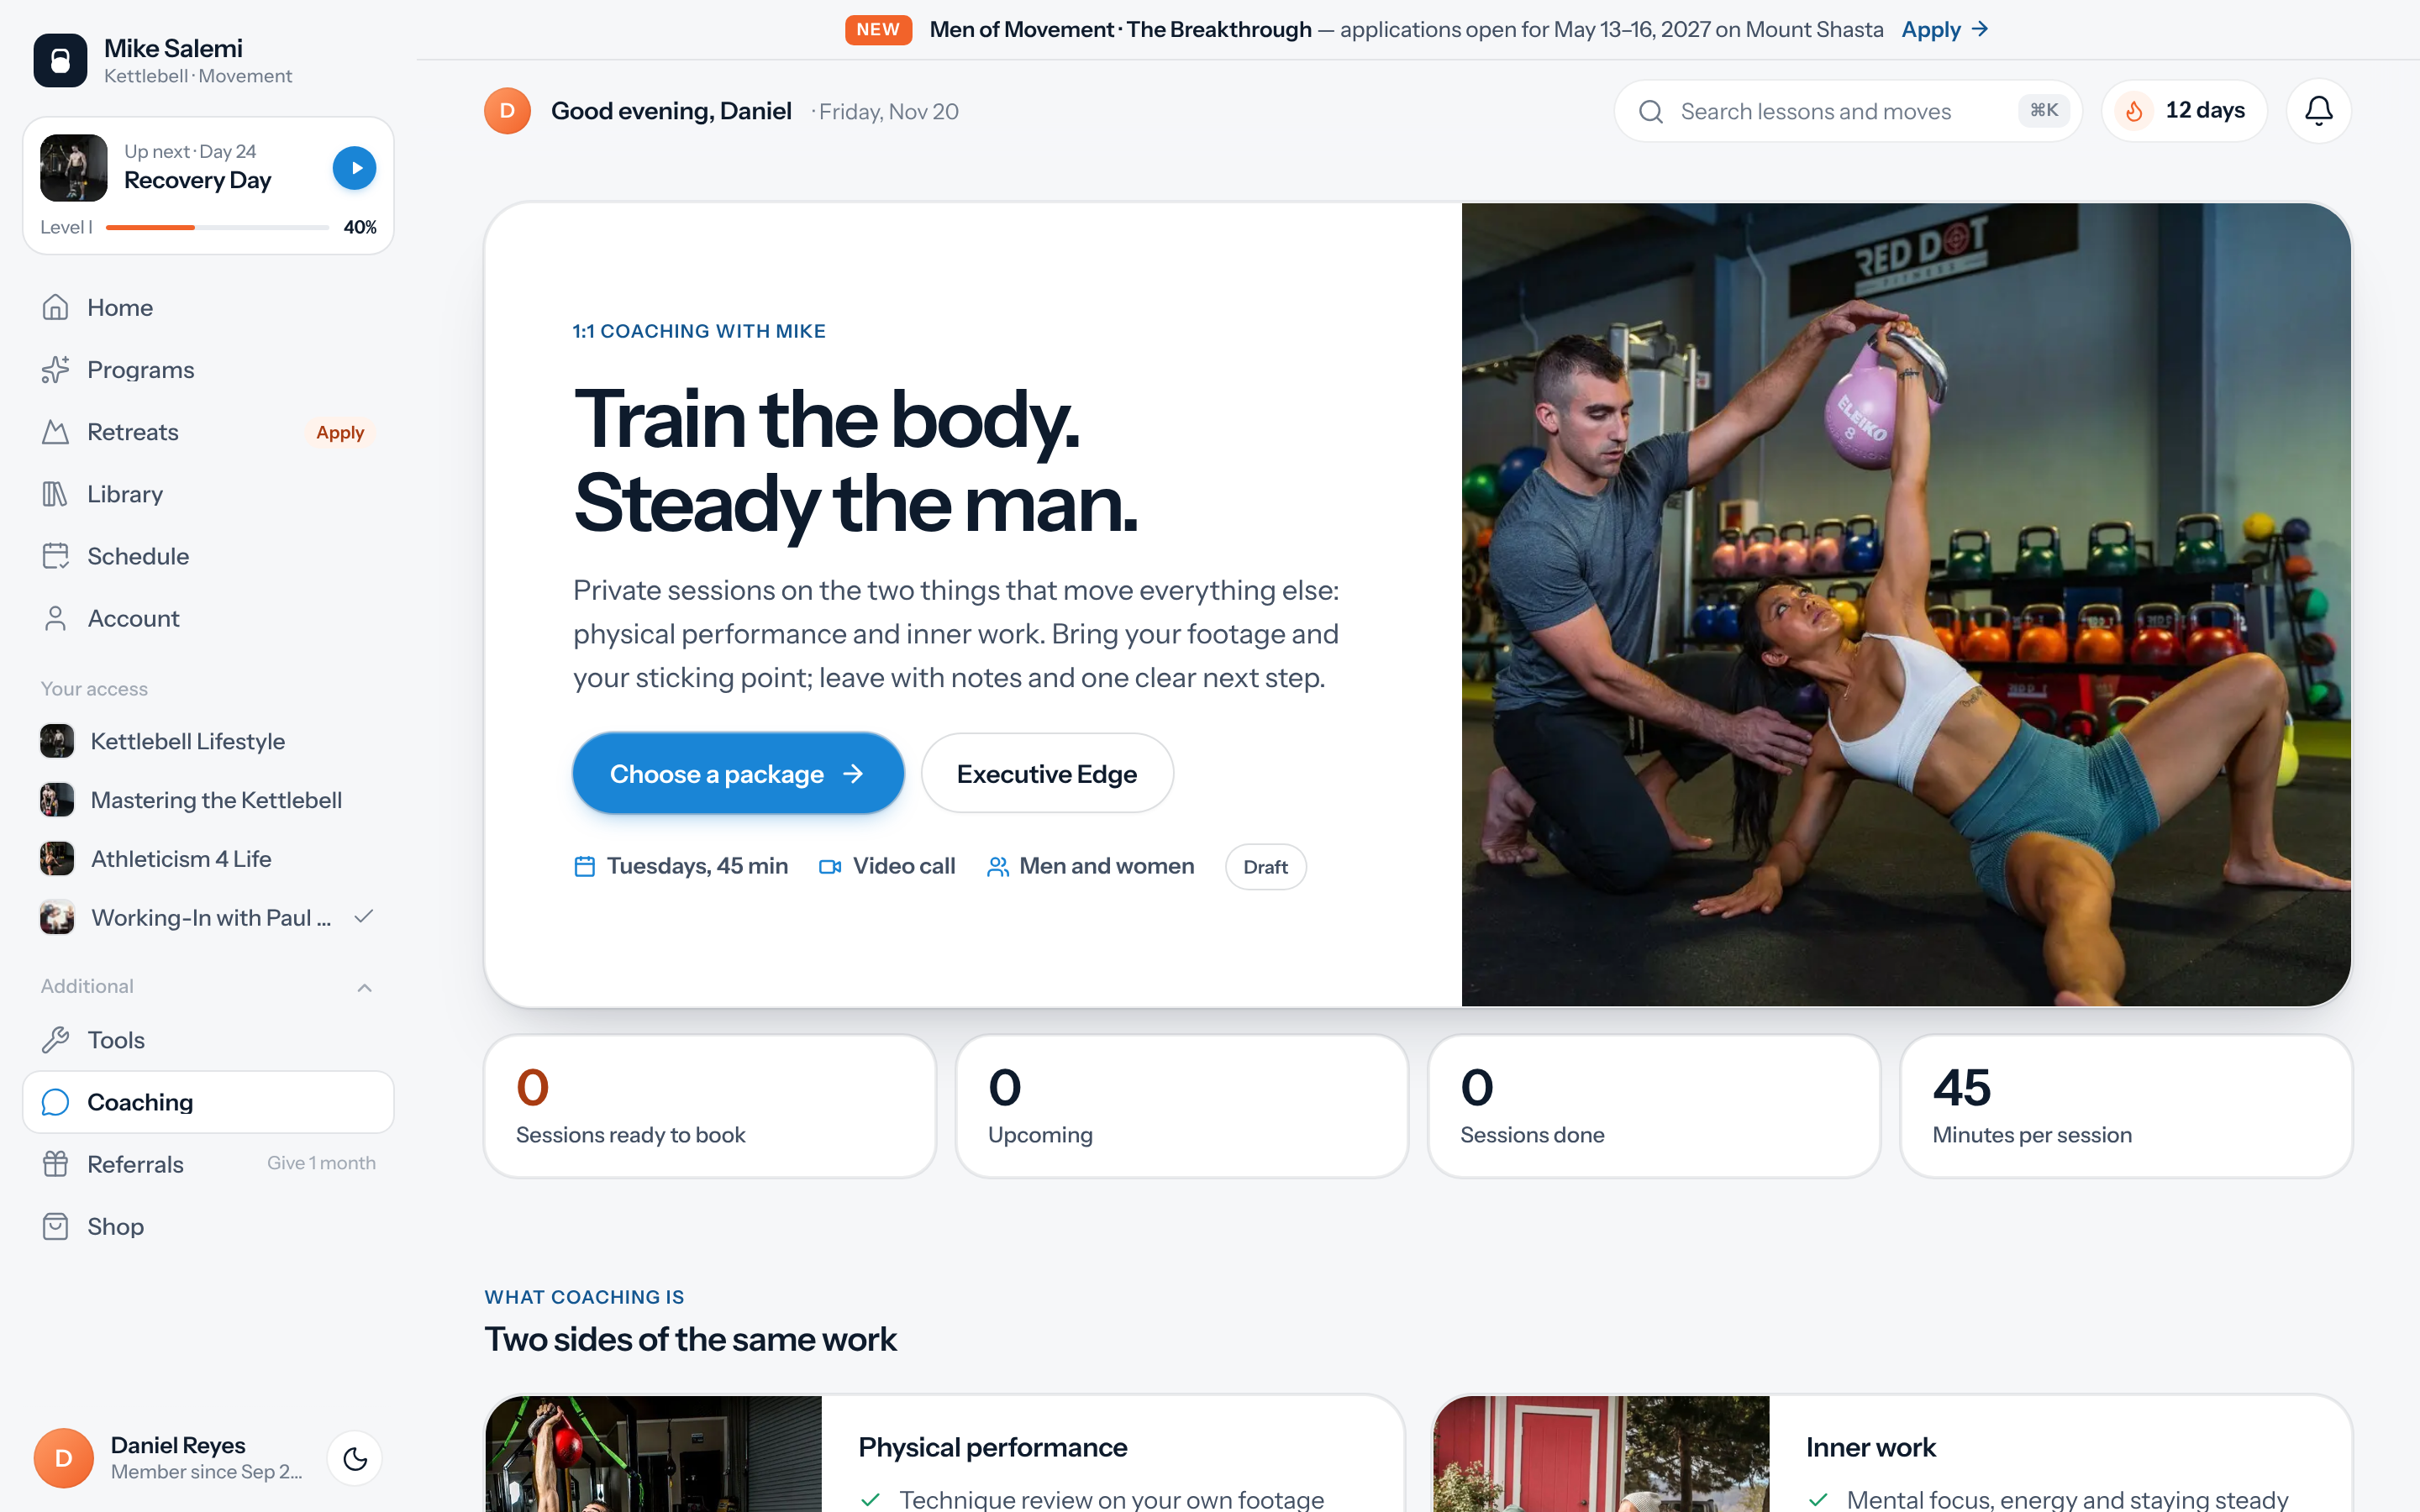 NEW Men of Movement · The Breakthrough — applications open for May 13–16, 2027 on Mount Shasta Apply →
Mike Salemi
Kettlebell · Movement
Up next · Day 24
Recovery Day
Level I 40%
Home
Programs
Retreats Apply
Library
Schedule
Account
Your access
Kettlebell Lifestyle
Mastering the Kettlebell
Athleticism 4 Life
Working-In with Paul ...
Additional
Tools
Coaching
Referrals Give 1 month
Shop
D Daniel Reyes
Member since Sep 2...
D Good evening, Daniel · Friday, Nov 20
Search lessons and moves ⌘K
12 days
1:1 COACHING WITH MIKE
Train the body.
Steady the man.
Private sessions on the two things that move everything else:
physical performance and inner work. Bring your footage and
your sticking point; leave with notes and one clear next step.
Choose a package →
Executive Edge
Tuesdays, 45 min Video call Men and women Draft
RED DOT
FITNESS
ELEIKO
8
0
Sessions ready to book
0
Upcoming
0
Sessions done
45
Minutes per session
WHAT COACHING IS
Two sides of the same work
Physical performance
Technique review on your own footage
Inner work
Mental focus, energy and staying steady